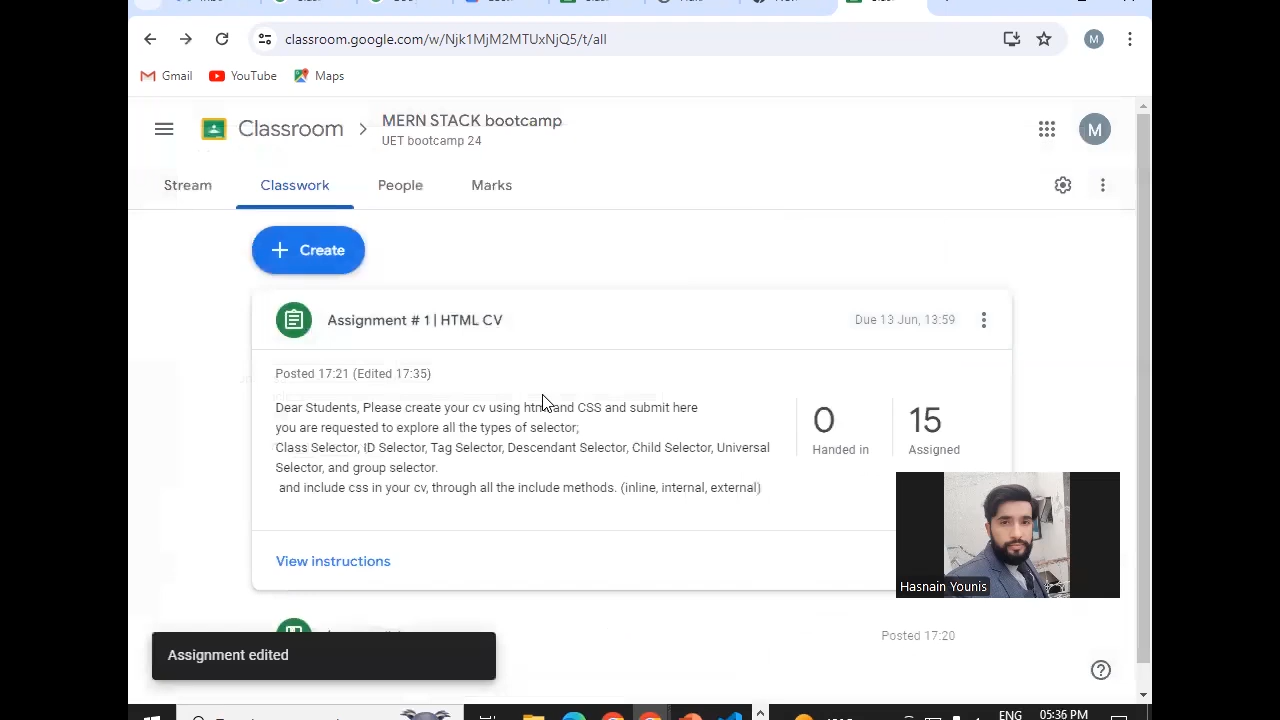 classroom.google.com/w/Njk1MjM2MTUxNjQ5/t/all
M
Gmail YouTube Maps
Classroom
MERN STACK bootcamp
UET bootcamp 24
M
Stream Classwork People Marks
Create
Assignment # 1 | HTML CV
Due 13 Jun, 13:59
Posted 17:21 (Edited 17:35)
Dear Students, Please create your cv using html and CSS and submit here
you are requested to explore all the types of selector;
Class Selector, ID Selector, Tag Selector, Descendant Selector, Child Selector, Universal
Selector, and group selector.
and include css in your cv, through all the include methods. (inline, internal, external)
0 15
Handed in Assigned
View instructions
Hasnain Younis
Posted 17:20
Assignment edited
ENG 05:36 PM